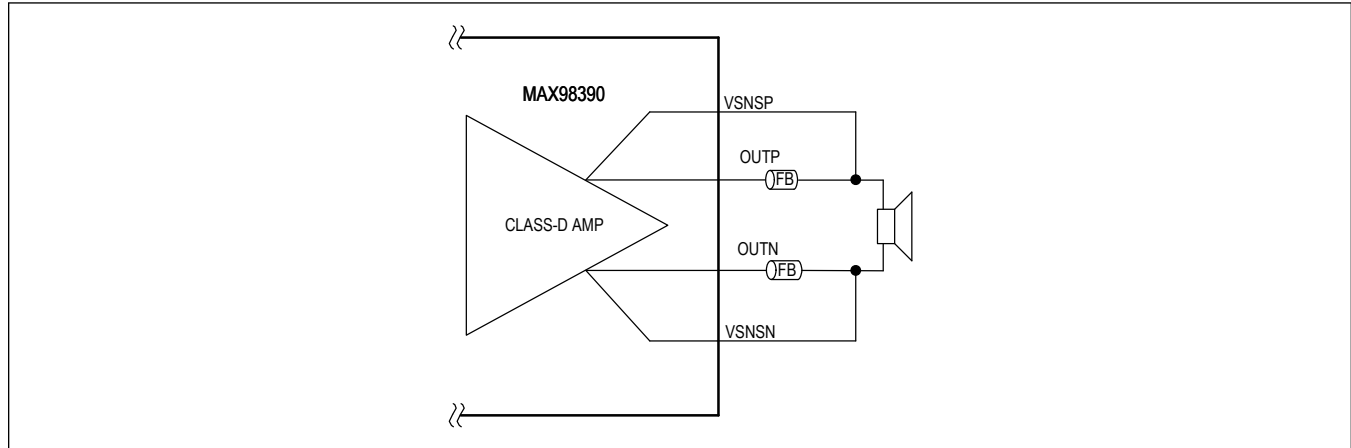 MAX98390
VSNSP
OUTP
FB
CLASS-D AMP
OUTN
FB
VSNSN